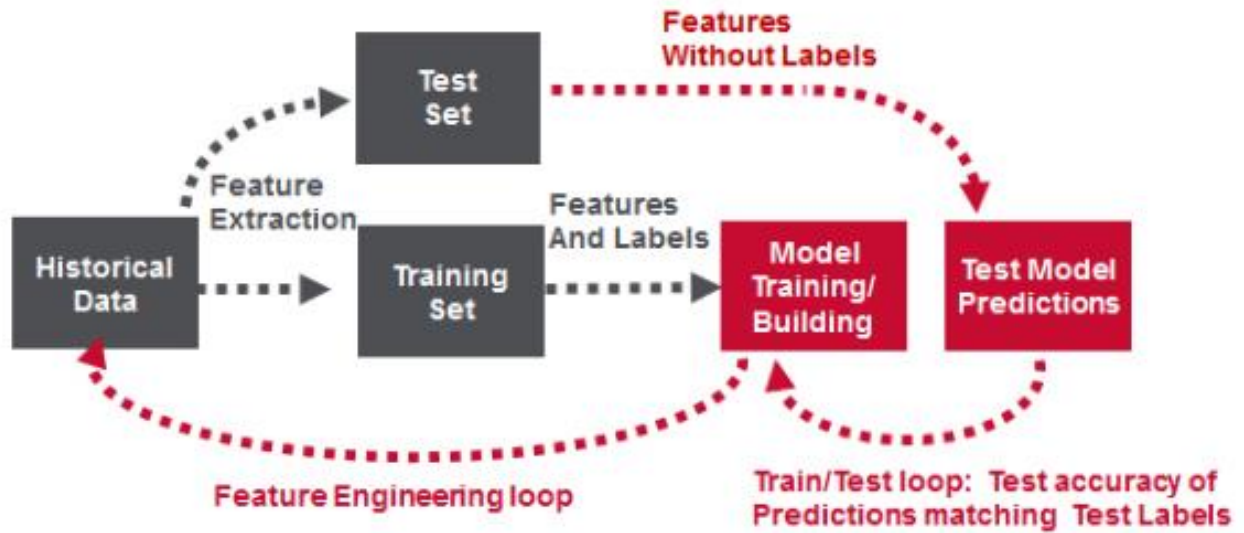 Features
Without Labels
Test
Set
Feature
Extraction
Features
And Labels
Historical
Data
Training
Set
Model
Training/
Building
Test Model
Predictions
Feature Engineering loop
Train/Test loop: Test accuracy of
Predictions matching Test Labels